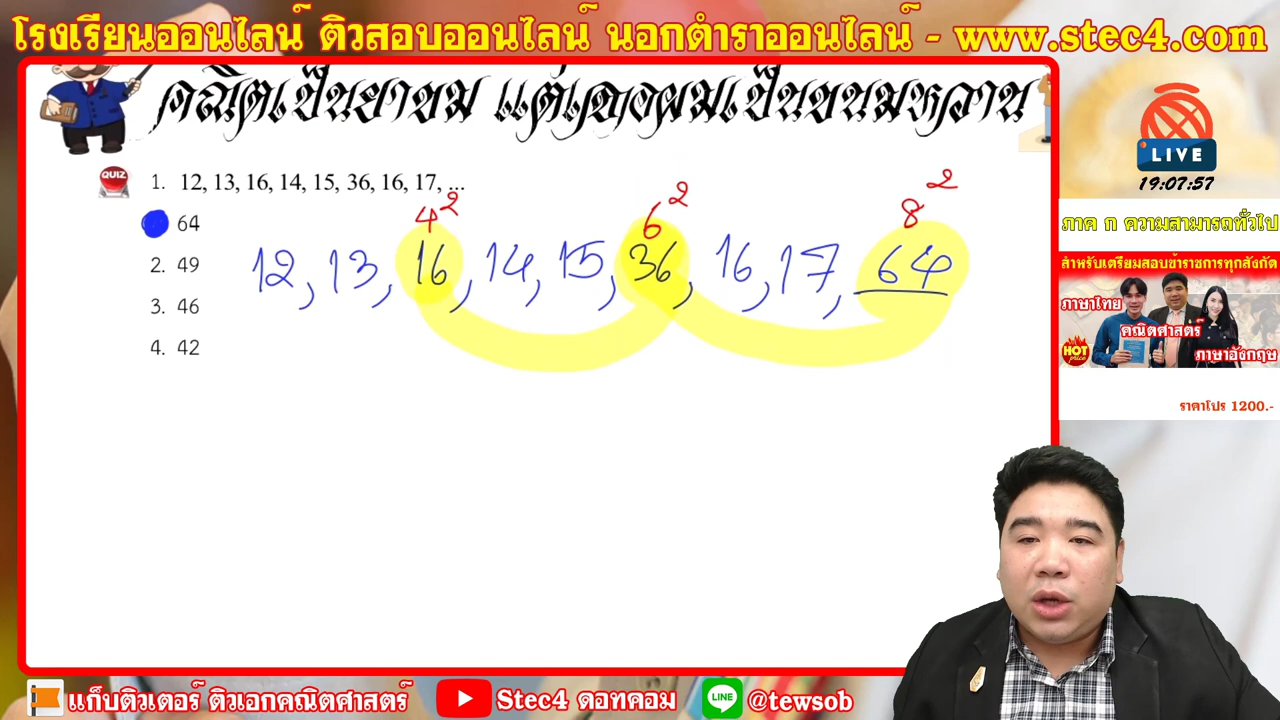 โรงเรียนออนไลน์ ติวสอบออนไลน์ นอกตำราออนไลน์ - www.stec4.com
คณิตเป็นยาขม แต่เจอผมเป็นขนมหวาน
LIVE
19:07:57
QUIZ
1. 12, 13, 16, 14, 15, 36, 16, 17, ...
4² 6² 8²
64
12, 13, 16, 14, 15, 36, 16, 17, 64
2. 49
3. 46
4. 42
ภาค ก ความสามารถทั่วไป
สำหรับเตรียมสอบข้าราชการทุกสังกัด
ภาษาไทย
คณิตศาสตร์
ภาษาอังกฤษ
HOT
price
ราคาโปร 1200.-
แก็บติวเตอร์ ติวเอกคณิตศาสตร์ Stec4 ดอทคอม LINE @tewsob